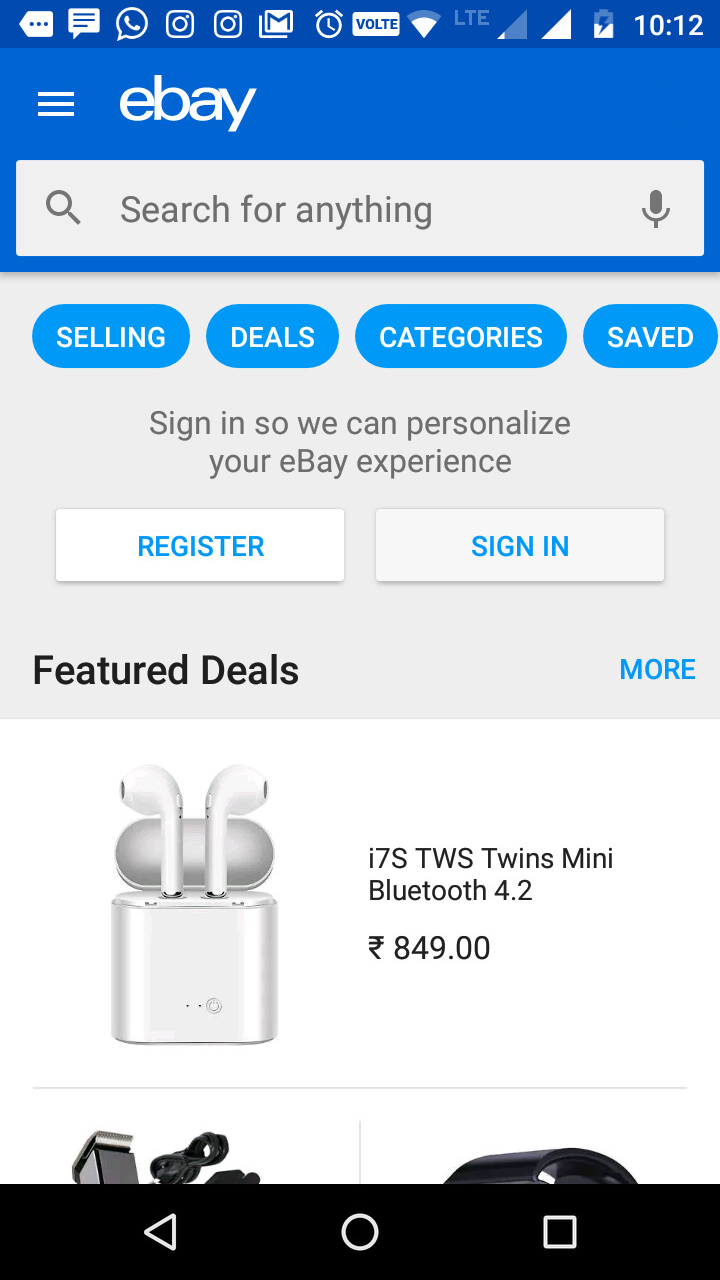 VOLTE LTE 10:12
ebay
Search for anything
SELLING DEALS CATEGORIES SAVED
Sign in so we can personalize
your eBay experience
REGISTER SIGN IN
Featured Deals MORE
i7S TWS Twins Mini
Bluetooth 4.2
₹ 849.00